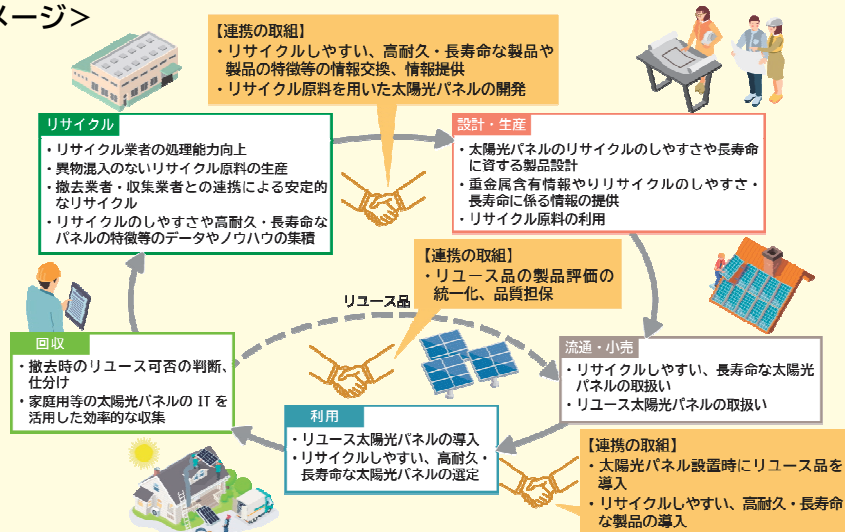 メージ＞
【連携の取組】
・リサイクルしやすい、高耐久・長寿命な製品や
製品の特徴等の情報交換、情報提供
・リサイクル原料を用いた太陽光パネルの開発
リサイクル
・リサイクル業者の処理能力向上
・異物混入のないリサイクル原料の生産
・撤去業者・収集業者との連携による安定的
なリサイクル
・リサイクルのしやすさや高耐久・長寿命な
パネルの特徴等のデータやノウハウの集積
設計・生産
・太陽光パネルのリサイクルのしやすさや長寿命
に資する製品設計
・重金属含有情報やりリサイクルのしやすさ・
長寿命に係る情報の提供
・リサイクル原料の利用
【連携の取組】
・リユース品の製品評価の
統一化、品質担保
リユース品
回収
・撤去時のリユース可否の判断、
仕分け
・家庭用等の太陽光パネルの IT を
活用した効率的な収集
流通・小売
・リサイクルしやすい、長寿命な太陽光
パネルの取扱い
・リユース太陽光パネルの取扱い
利用
・リユース太陽光パネルの導入
・リサイクルしやすい、高耐久・
長寿命な太陽光パネルの選定
【連携の取組】
・太陽光パネル設置時にリユース品を
導入
・リサイクルしやすい、高耐久・長寿命
な製品の導入